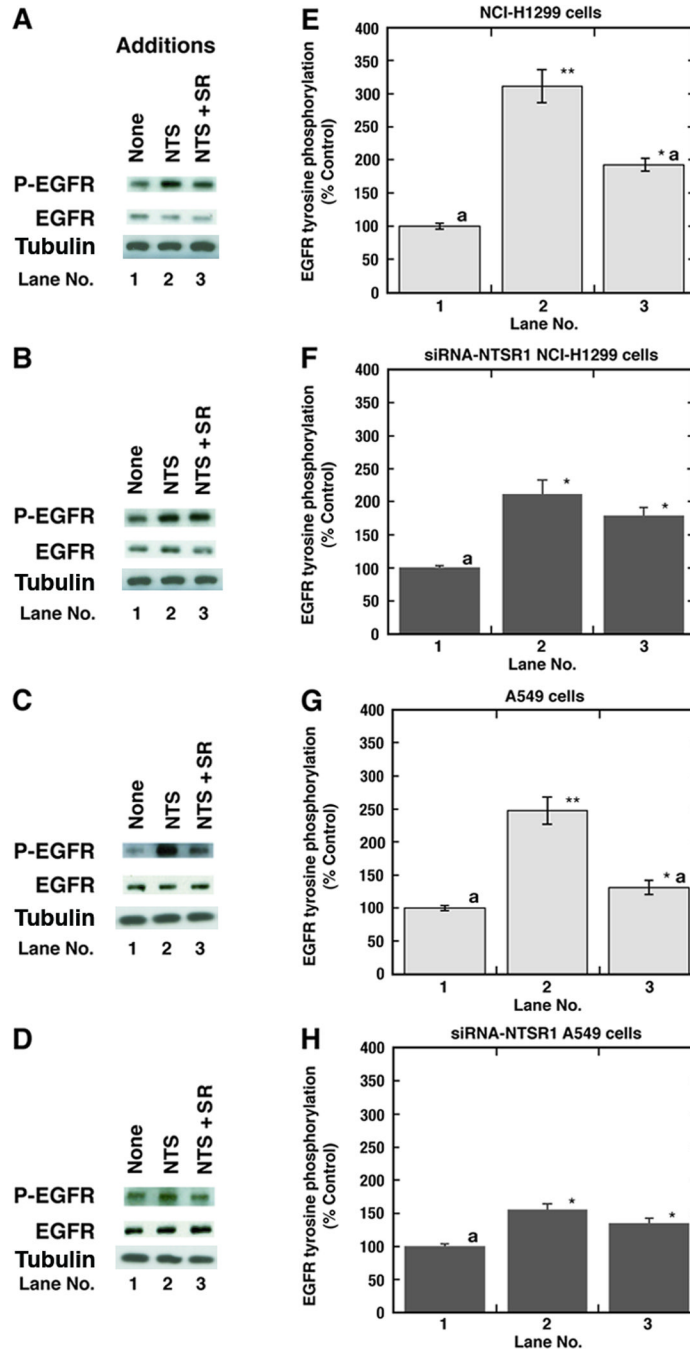 A
Additions
None
NTS
NTS + SR
P-EGFR
EGFR
Tubulin
Lane No. 1 2 3
E
NCI-H1299 cells
EGFR tyrosine phosphorylation
(% Control)
400
350
300
250
200
150
100
50
0
a
**
* a
1 2 3
Lane No.
B
None
NTS
NTS + SR
P-EGFR
EGFR
Tubulin
Lane No. 1 2 3
F
siRNA-NTSR1 NCI-H1299 cells
EGFR tyrosine phosphorylation
(% Control)
400
350
300
250
200
150
100
50
0
a
*
*
1 2 3
Lane No.
C
None
NTS
NTS + SR
P-EGFR
EGFR
Tubulin
Lane No. 1 2 3
G
A549 cells
EGFR tyrosine phosphorylation
(% Control)
400
350
300
250
200
150
100
50
0
a
**
* a
1 2 3
Lane No.
D
None
NTS
NTS + SR
P-EGFR
EGFR
Tubulin
Lane No. 1 2 3
H
siRNA-NTSR1 A549 cells
EGFR tyrosine phosphorylation
(% Control)
400
350
300
250
200
150
100
50
0
a
*
*
1 2 3
Lane No.